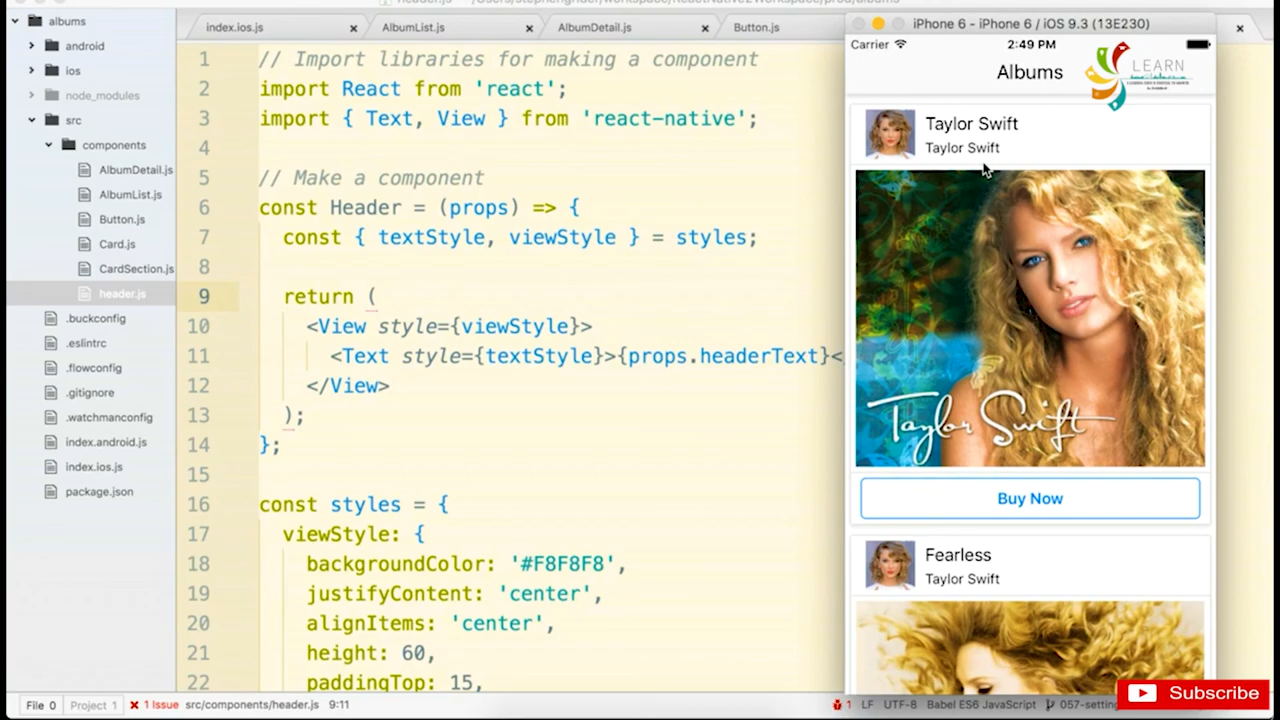 albums
android
ios
node_modules
src
components
AlbumDetail.js
AlbumList.js
Button.js
Card.js
CardSection.js
header.js
.buckconfig
.eslintrc
.flowconfig
.gitignore
.watchmanconfig
index.android.js
index.ios.js
package.json
index.ios.js
AlbumList.js
AlbumDetail.js
Button.js
1 // Import libraries for making a component
2 import React from 'react';
3 import { Text, View } from 'react-native';
4
5 // Make a component
6 const Header = (props) => {
7 const { textStyle, viewStyle } = styles;
8
9 return (
10 <View style={viewStyle}>
11 <Text style={textStyle}>{props.headerText}<
12 </View>
13 );
14 };
15
16 const styles = {
17 viewStyle: {
18 backgroundColor: '#F8F8F8',
19 justifyContent: 'center',
20 alignItems: 'center',
21 height: 60,
22 paddingTop: 15,
iPhone 6 - iPhone 6 / iOS 9.3 (13E230)
Carrier 2:49 PM
Albums
LEARN
Taylor Swift
Taylor Swift
Taylor Swift
Buy Now
Fearless
Taylor Swift
File 0 Project 1 1 Issue src/components/header.js 9:11
1 LF UTF-8 Babel ES6 JavaScript 057-setting
Subscribe